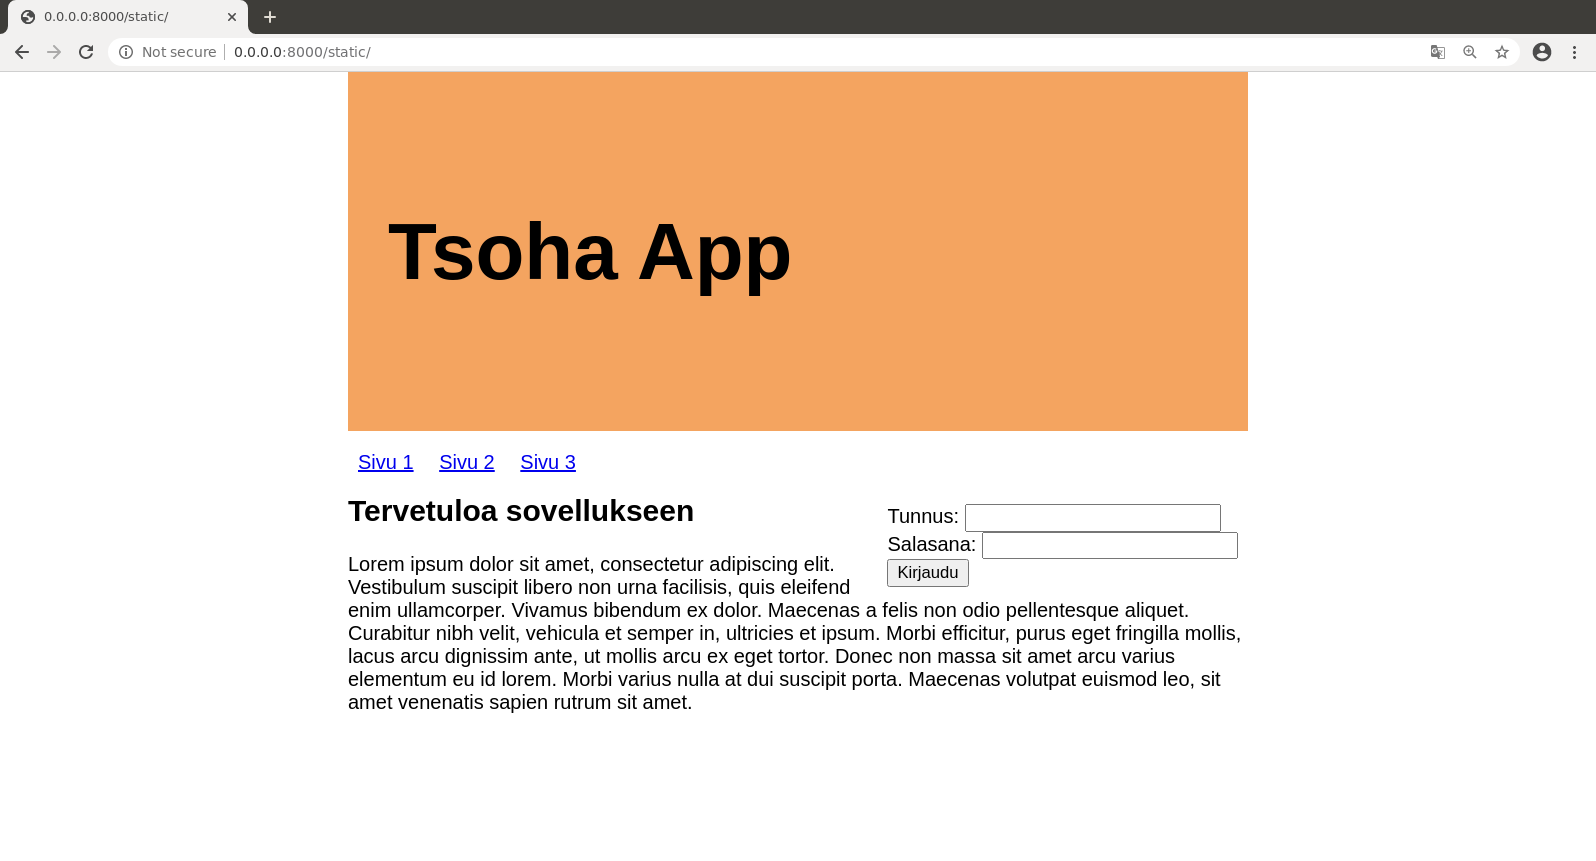 0.0.0.0:8000/static/
Not secure 0.0.0.0:8000/static/
Tsoha App
Sivu 1 Sivu 2 Sivu 3
Tervetuloa sovellukseen
Tunnus:
Salasana:
Kirjaudu
Lorem ipsum dolor sit amet, consectetur adipiscing elit.
Vestibulum suscipit libero non urna facilisis, quis eleifend
enim ullamcorper. Vivamus bibendum ex dolor. Maecenas a felis non odio pellentesque aliquet.
Curabitur nibh velit, vehicula et semper in, ultricies et ipsum. Morbi efficitur, purus eget fringilla mollis,
lacus arcu dignissim ante, ut mollis arcu ex eget tortor. Donec non massa sit amet arcu varius
elementum eu id lorem. Morbi varius nulla at dui suscipit porta. Maecenas volutpat euismod leo, sit
amet venenatis sapien rutrum sit amet.